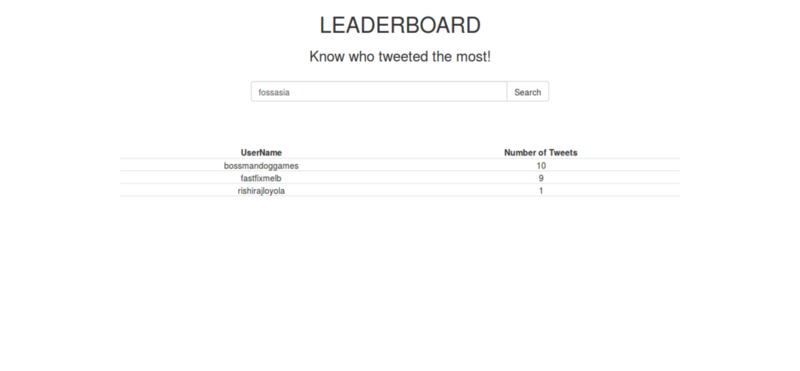 LEADERBOARD
Know who tweeted the most!
fossasia Search
UserName Number of Tweets
bossmandoggames 10
fastfixmelb 9
rishirajloyola 1